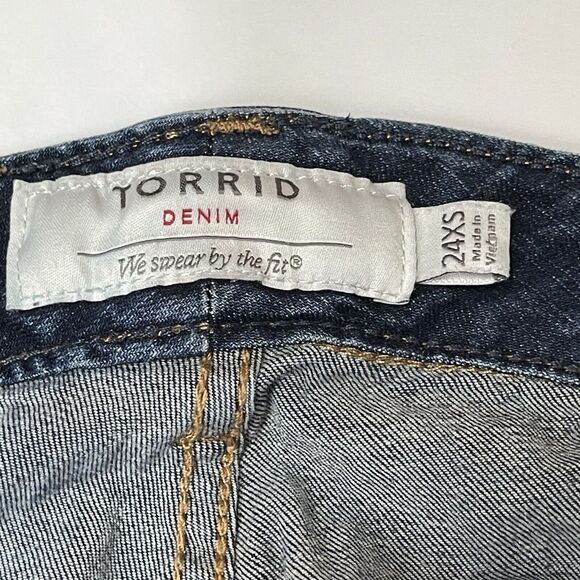 TORRID
DENIM
We swear by the fit®
24XS
Made in
Vietnam